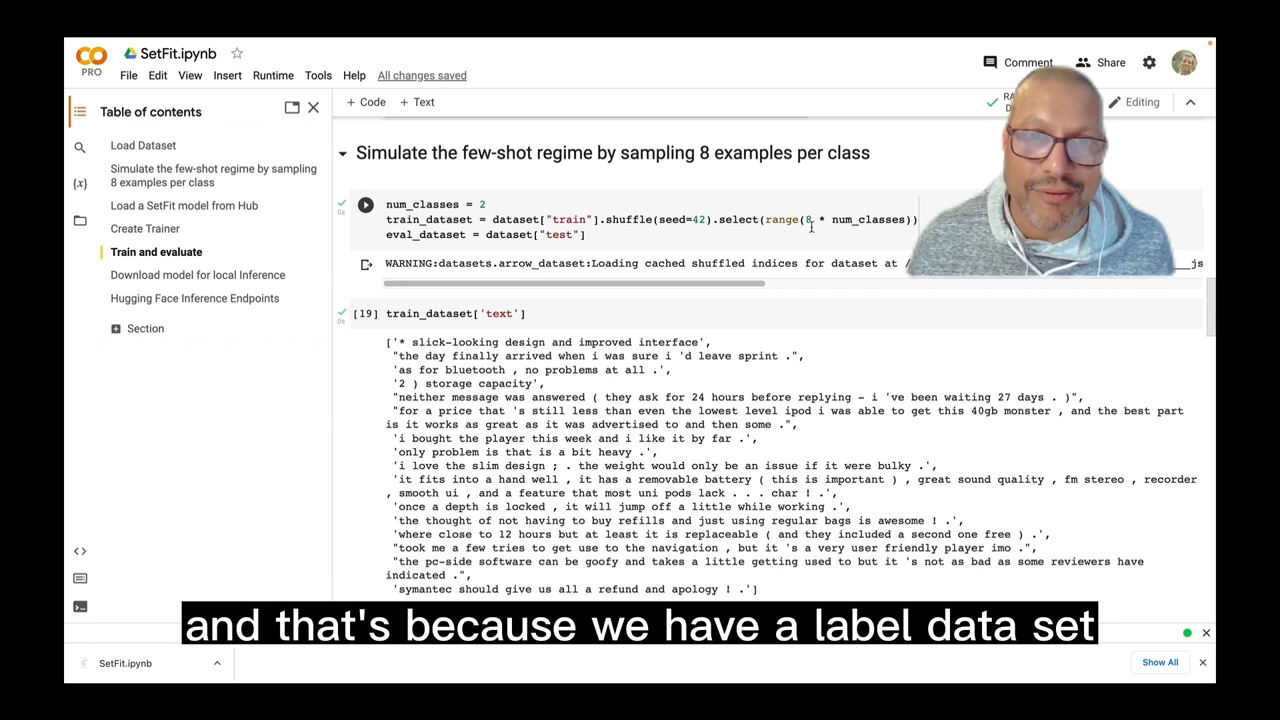 SetFit.ipynb
PRO
File Edit View Insert Runtime Tools Help All changes saved
Comment Share
Table of contents
+ Code + Text
Editing
Load Dataset
Simulate the few-shot regime by sampling
8 examples per class
Load a SetFit model from Hub
Create Trainer
Train and evaluate
Download model for local Inference
Hugging Face Inference Endpoints
Section
Simulate the few-shot regime by sampling 8 examples per class
0s
num_classes = 2
train_dataset = dataset["train"].shuffle(seed=42).select(range(8 * num_classes))
eval_dataset = dataset["test"]
WARNING:datasets.arrow_dataset:Loading cached shuffled indices for dataset at /
[19] train_dataset['text']
0s
['* slick-looking design and improved interface',
"the day finally arrived when i was sure i 'd leave sprint .",
'as for bluetooth , no problems at all .',
'2 ) storage capacity',
"neither message was answered ( they ask for 24 hours before replying - i 've been waiting 27 days . )",
"for a price that 's still less than even the lowest level ipod i was able to get this 40gb monster , and the best part
is it works as great as it was advertised to and then some .",
'i bought the player this week and i like it by far .',
'only problem is that is a bit heavy .',
'i love the slim design ; . the weight would only be an issue if it were bulky .',
'it fits into a hand well , it has a removable battery ( this is important ) , great sound quality , fm stereo , recorder
, smooth ui , and a feature that most uni pods lack . . . char ! .',
'once a depth is locked , it will jump off a little while working .',
'the thought of not having to buy refills and just using regular bags is awesome ! .',
'where close to 12 hours but at least it is replaceable ( and they included a second one free ) .',
"took me a few tries to get use to the navigation , but it 's a very user friendly player imo .",
"the pc-side software can be goofy and takes a little getting used to but it 's not as bad as some reviewers have
indicated .",
'symantec should give us all a refund and apology ! .']
and that's because we have a label data set
SetFit.ipynb
Show All